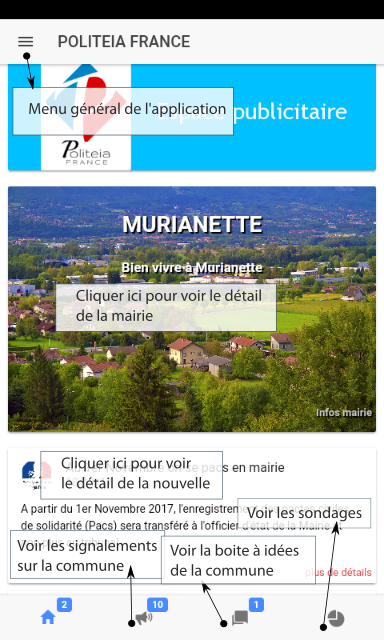 POLITEIA FRANCE
Menu général de l'application
publicitaire
Politeia
FRANCE
MURIANETTE
Bien vivre à Murianette
Cliquer ici pour voir le détail
de la mairie
Infos mairie
Cliquer ici pour voir
le détail de la nouvelle
en mairie
A partir du 1er Novembre 2017, l'enregistrement
de solidarité (Pacs) sera transféré à l'officier d'état de la Mairie et
Voir les sondages
Voir les signalements
sur la commune
Voir la boite à idées
de la commune
plus de détails
2
10
1